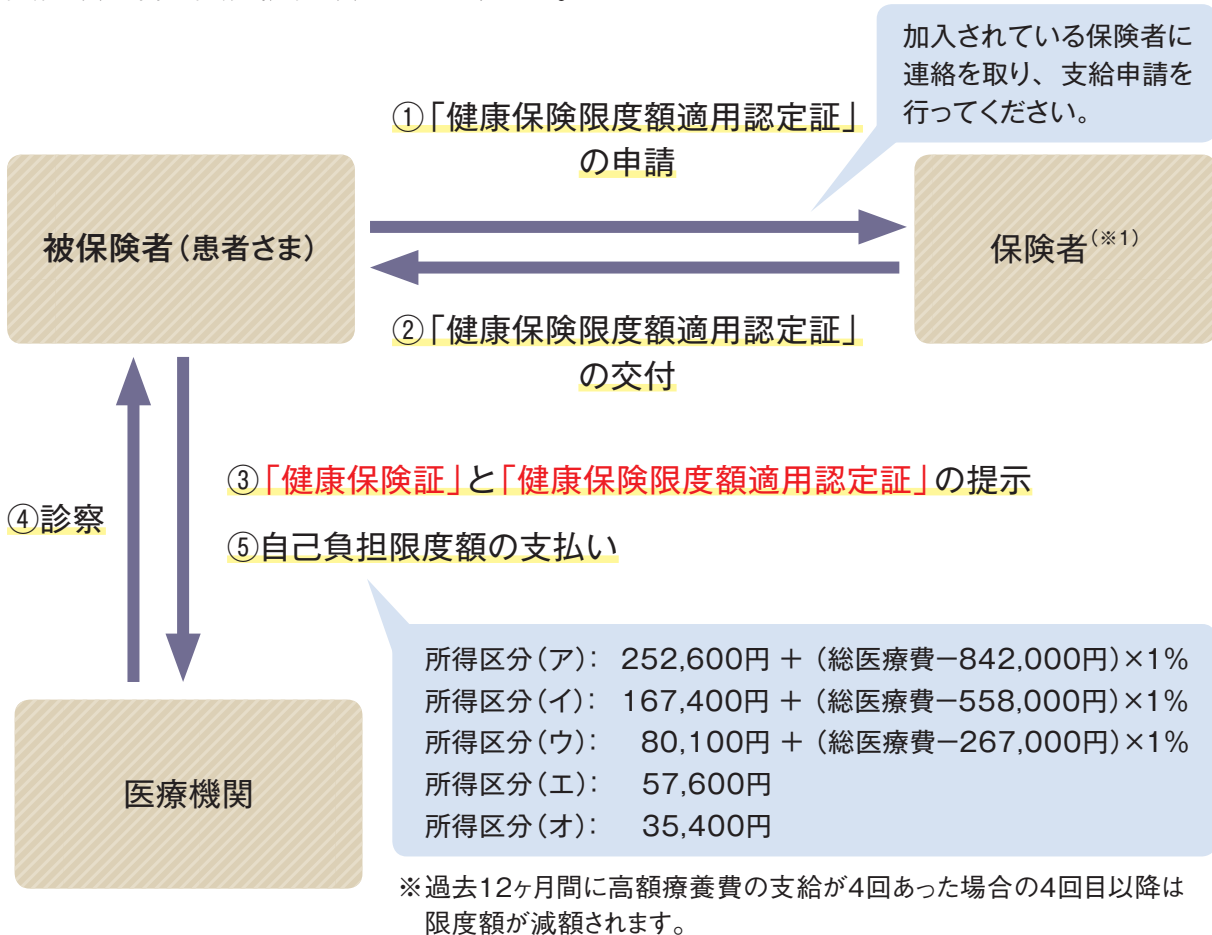 加入されている保険者に
連絡を取り、支給申請を
行ってください。
①「健康保険限度額適用認定証」
の申請
被保険者(患者さま)
保険者(※1)
②「健康保険限度額適用認定証」
の交付
③「健康保険証」と「健康保険限度額適用認定証」の提示
④診察
⑤自己負担限度額の支払い
所得区分(ア): 252,600円 + (総医療費ー842,000円)×1%
所得区分(イ): 167,400円 + (総医療費ー558,000円)×1%
所得区分(ウ): 80,100円 + (総医療費ー267,000円)×1%
所得区分(エ): 57,600円
所得区分(オ): 35,400円
医療機関
※過去12ヶ月間に高額療養費の支給が4回あった場合の4回目以降は
限度額が減額されます。